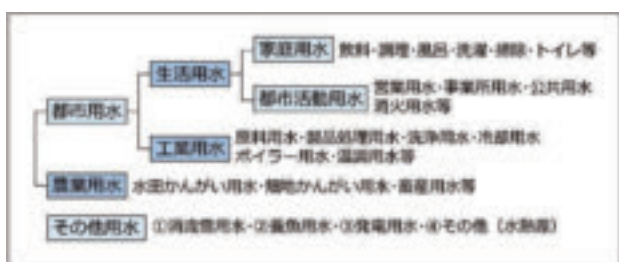 家庭用水 飲料・調理・風呂・洗濯・掃除・トイレ等
生活用水
都市活動用水 営業用水・事業所用水・公共用水
消火用水等
都市用水
工業用水 原料用水・製品処理用水・洗浄用水・冷却用水
ボイラー用水・温調用水等
農業用水 水田かんがい用水・畑地かんがい用水・畜産用水等
その他用水 ①消流雪用水・②養魚用水・③発電用水・④その他（水熱源）